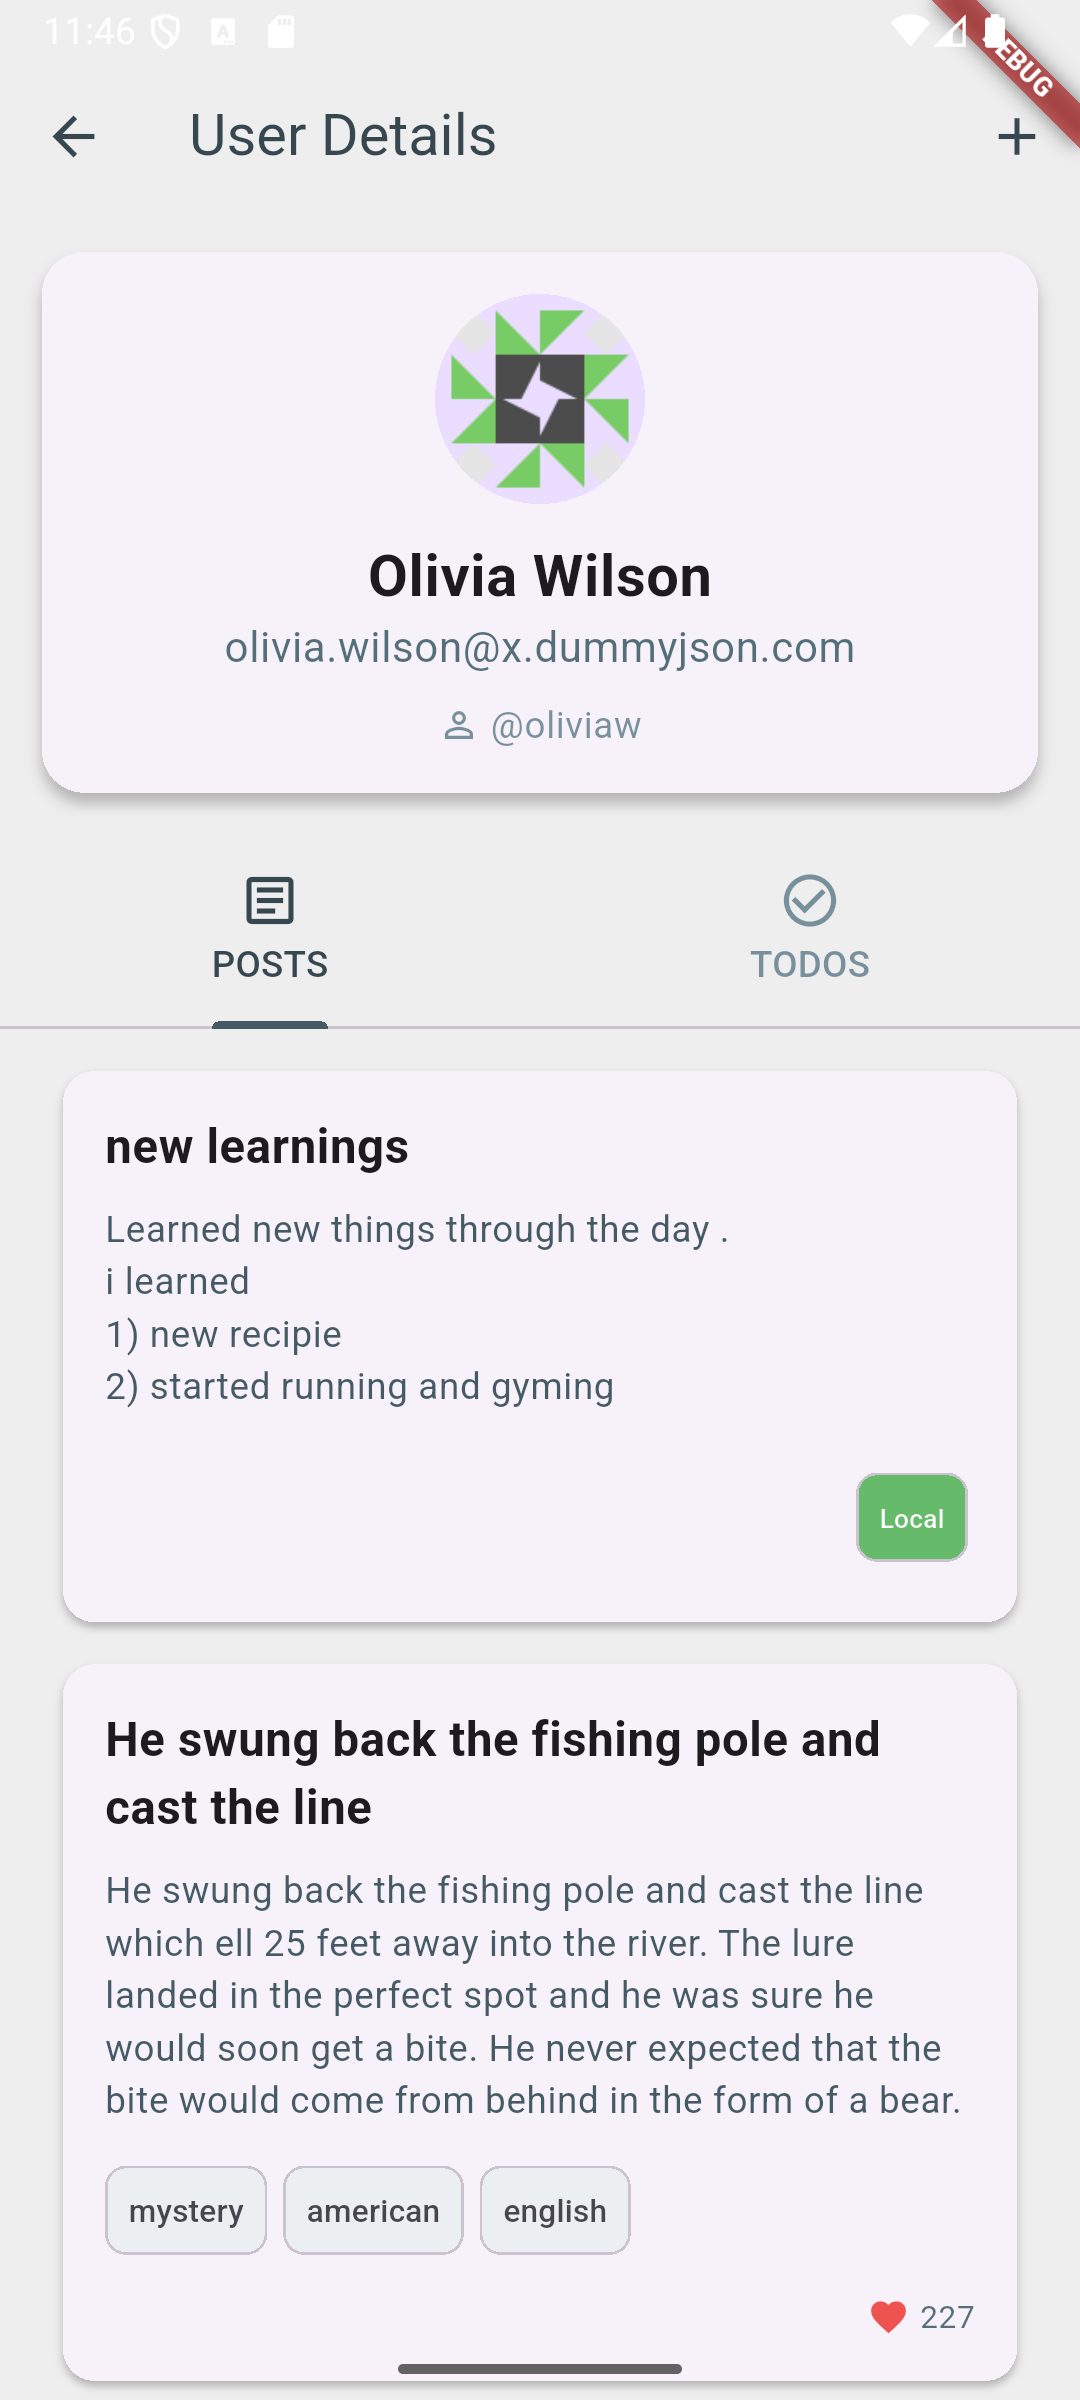 11:46
EBUG
User Details
Olivia Wilson
olivia.wilson@x.dummyjson.com
@oliviaw
POSTS
TODOS
new learnings
Learned new things through the day .
i learned
1) new recipie
2) started running and gyming
Local
He swung back the fishing pole and
cast the line
He swung back the fishing pole and cast the line
which ell 25 feet away into the river. The lure
landed in the perfect spot and he was sure he
would soon get a bite. He never expected that the
bite would come from behind in the form of a bear.
mystery american english
227